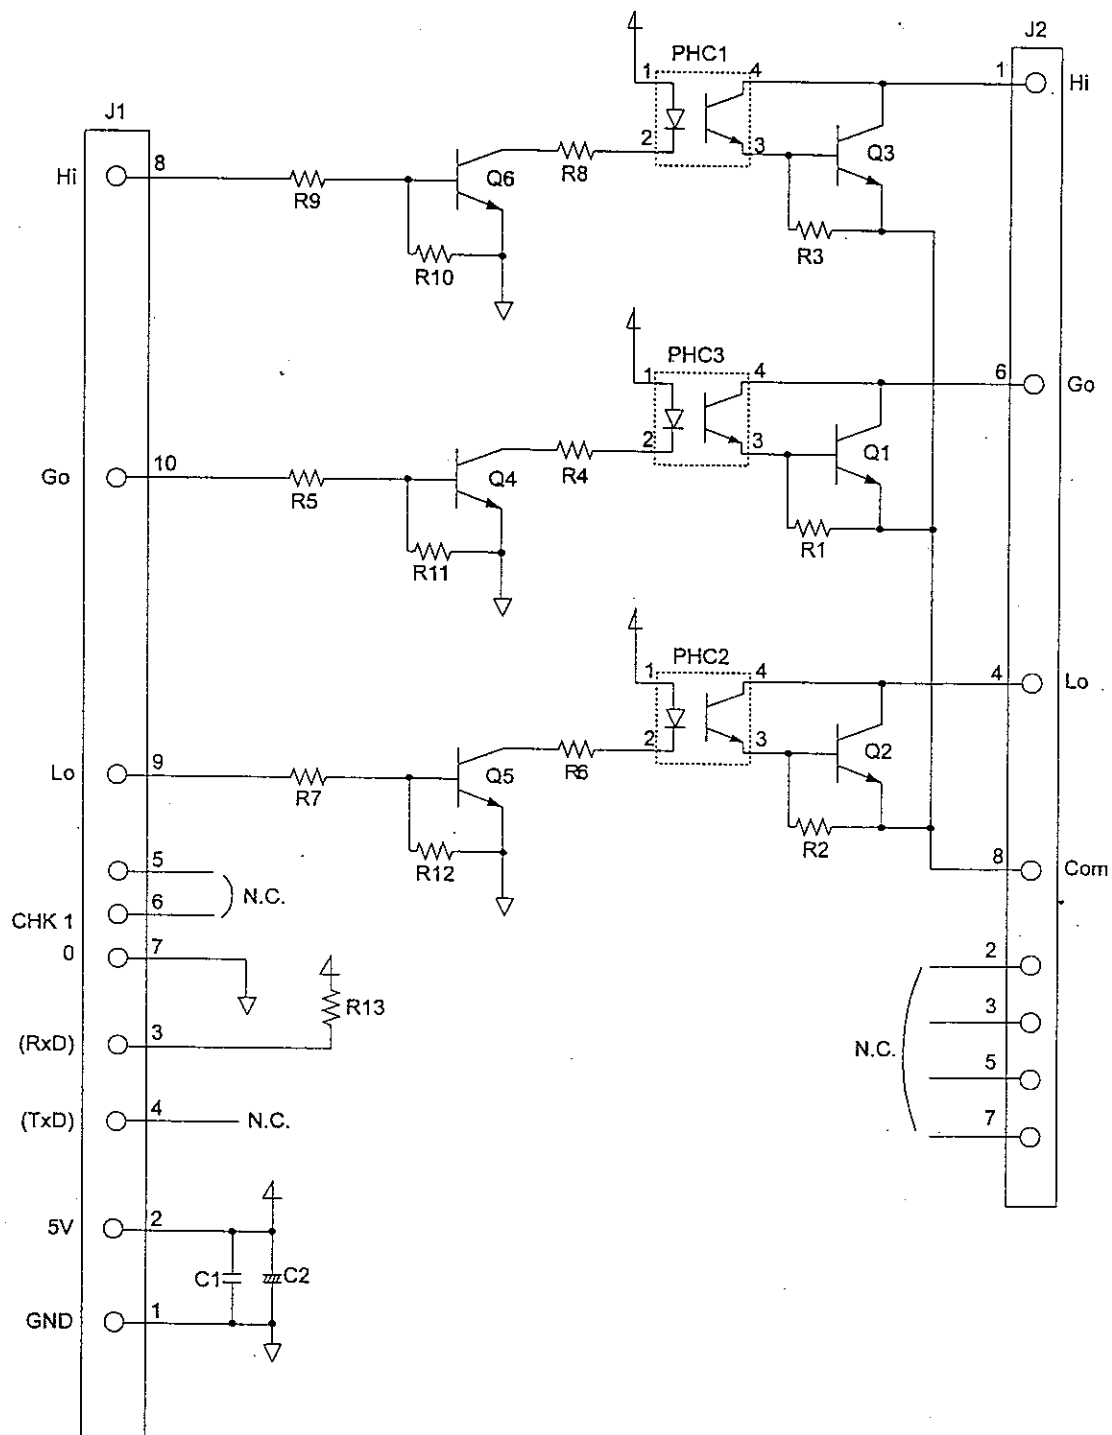 J2
PHC1
1
4
1
Hi
J1
2
3
Q3
8
Hi
Q6
R8
R9
R3
R10
PHC3
1
4
6
Go
2
3
Q1
10
Go
Q4
R4
R5
R1
R11
PHC2
1
4
4
Lo
2
3
Q2
9
Lo
Q5
R6
R7
R2
R12
5
N.C.
8
Com
6
CHK 1
0
7
2
R13
3
3
(RxD)
N.C.
5
4
(TxD)
N.C.
7
2
5V
C1
C2
1
GND